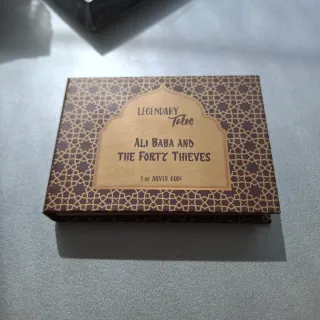 LEGENDARY
Tales
ALI BABA AND
THE FORTY THIEVES
1 oz SILVER COIN